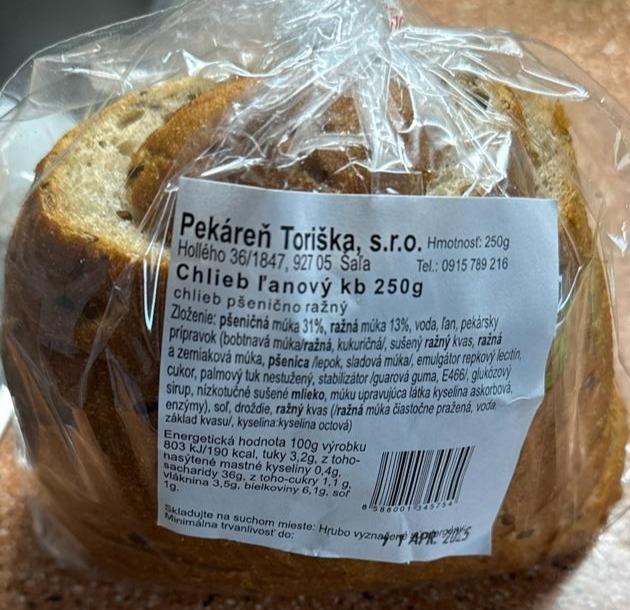 Pekáreň Toriška, s.r.o. Hmotnosť: 250g
Hollého 36/1847, 927 05 Šaľa Tel.: 0915 789 216
Chlieb ľanový kb 250g
chlieb pšenično ražný
Zloženie: pšeničná múka 31%, ražná múka 13%, voda, ľan, pekársky
prípravok (bobtnavá múka/ražná, kukuričná/, sušený ražný kvas, ražná
a zemiaková múka, pšenica /lepok, sladová múka/, emulgátor repkový lecitín,
cukor, palmový tuk nestužený, stabilizátor /guarová guma, E466/, glukózový
sirup, nízkotučné sušené mlieko, múku upravujúca látka kyselina askorbová,
enzýmy), soľ, droždie, ražný kvas (/ražná múka čiastočne pražená, voda,
základ kvasu/, kyselina:kyselina octová)
Energetická hodnota 100g výrobku
803 kJ/190 kcal, tuky 3,2g, z toho-
nasýtené mastné kyseliny 0,4g,
sacharidy 36g, z toho-cukry 1,1 g,
vláknina 3,5g, bielkoviny 6,1g, soľ
1g.
Skladujte na suchom mieste: Hrubo vyznačené
Minimálna trvanlivosť do: APR. 2025